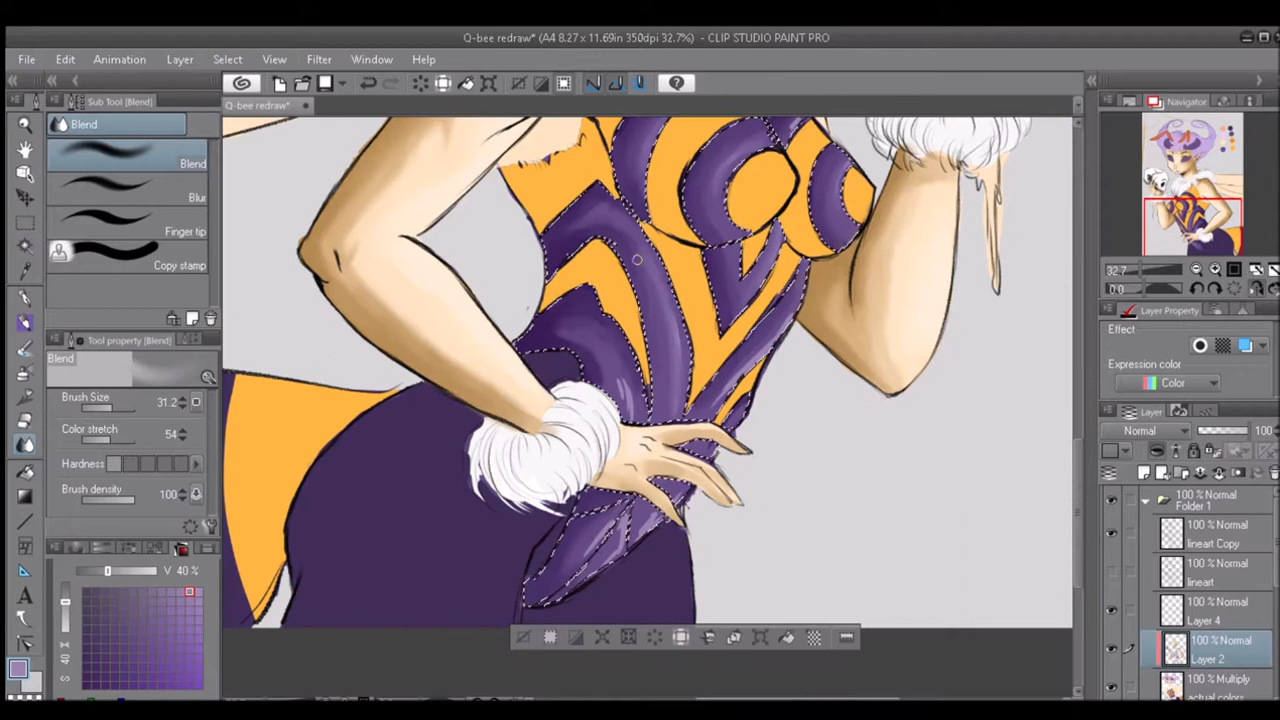 Q-bee redraw* (A4 8.27 x 11.69in 350dpi 32.7%) - CLIP STUDIO PAINT PRO
File Edit Animation Layer Select View Filter Window Help
Sub Tool [Blend]
Q-bee redraw*
Navigator
Blend
Blend
Blur
Finger tip
Copy stamp
32.7
0.0
Layer Property
Effect
Expression color
Color
Tool property [Blend]
Blend
Brush Size 31.2
Color stretch 54
Hardness
Brush density 100
Layer
Normal 100
100 % Normal
Folder 1
100 % Normal
lineart Copy
100 % Normal
lineart
100 % Normal
Layer 4
100 % Normal
Layer 2
100 % Multiply
actual colors
V 40 %
H
40
S